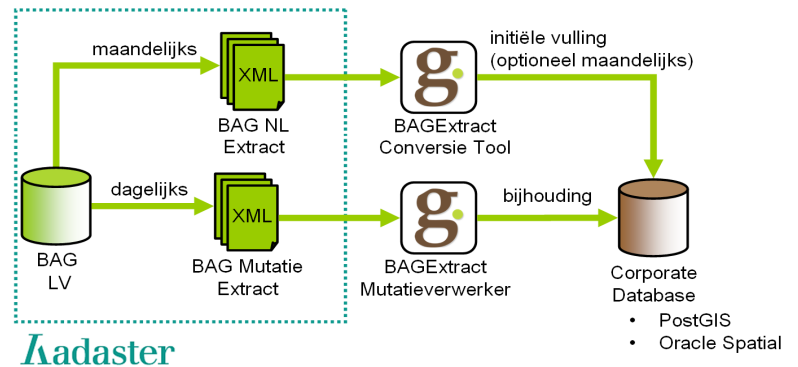 maandelijks
XML
BAG NL
Extract
g
BAGExtract
Conversie Tool
initiële vulling
(optioneel maandelijks)
dagelijks
XML
BAG Mutatie
Extract
g
BAGExtract
Mutatieverwerker
bijhouding
BAG
LV
Corporate
Database
• PostGIS
• Oracle Spatial
kadaster